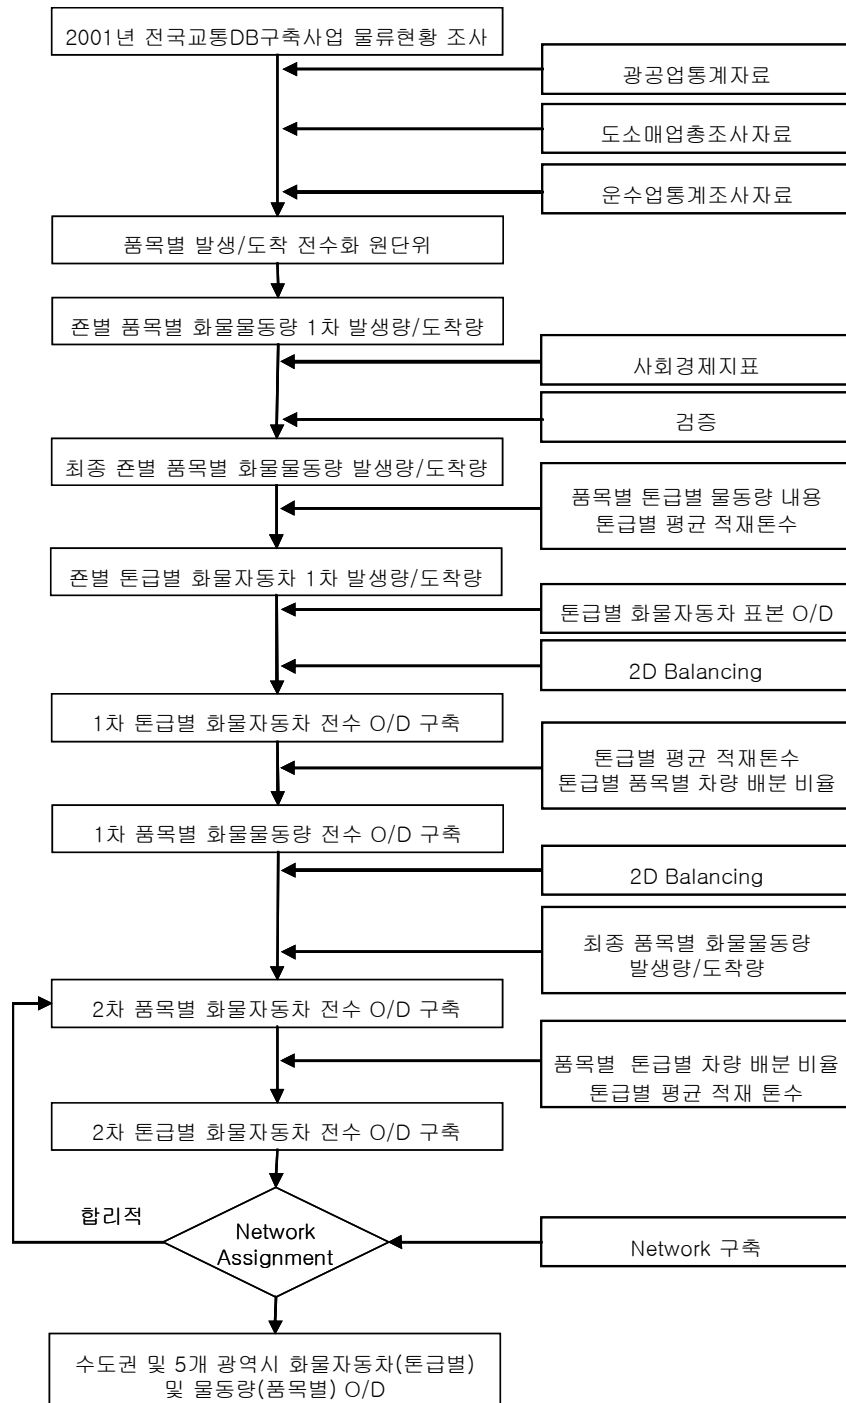 2001년 전국교통DB구축사업 물류현황 조사
광공업통계자료
도소매업총조사자료
운수업통계조사자료
품목별 발생/도착 전수화 원단위
죤별 품목별 화물물동량 1차 발생량/도착량
사회경제지표
검증
최종 죤별 품목별 화물물동량 발생량/도착량
품목별 톤급별 물동량 내용
톤급별 평균 적재톤수
죤별 톤급별 화물자동차 1차 발생량/도착량
톤급별 화물자동차 표본 O/D
2D Balancing
1차 톤급별 화물자동차 전수 O/D 구축
톤급별 평균 적재톤수
톤급별 품목별 차량 배분 비율
1차 품목별 화물물동량 전수 O/D 구축
2D Balancing
최종 품목별 화물물동량
발생량/도착량
2차 품목별 화물자동차 전수 O/D 구축
품목별 톤급별 차량 배분 비율
톤급별 평균 적재 톤수
2차 톤급별 화물자동차 전수 O/D 구축
합리적
Network
Assignment
Network 구축
수도권 및 5개 광역시 화물자동차(톤급별)
및 물동량(품목별) O/D